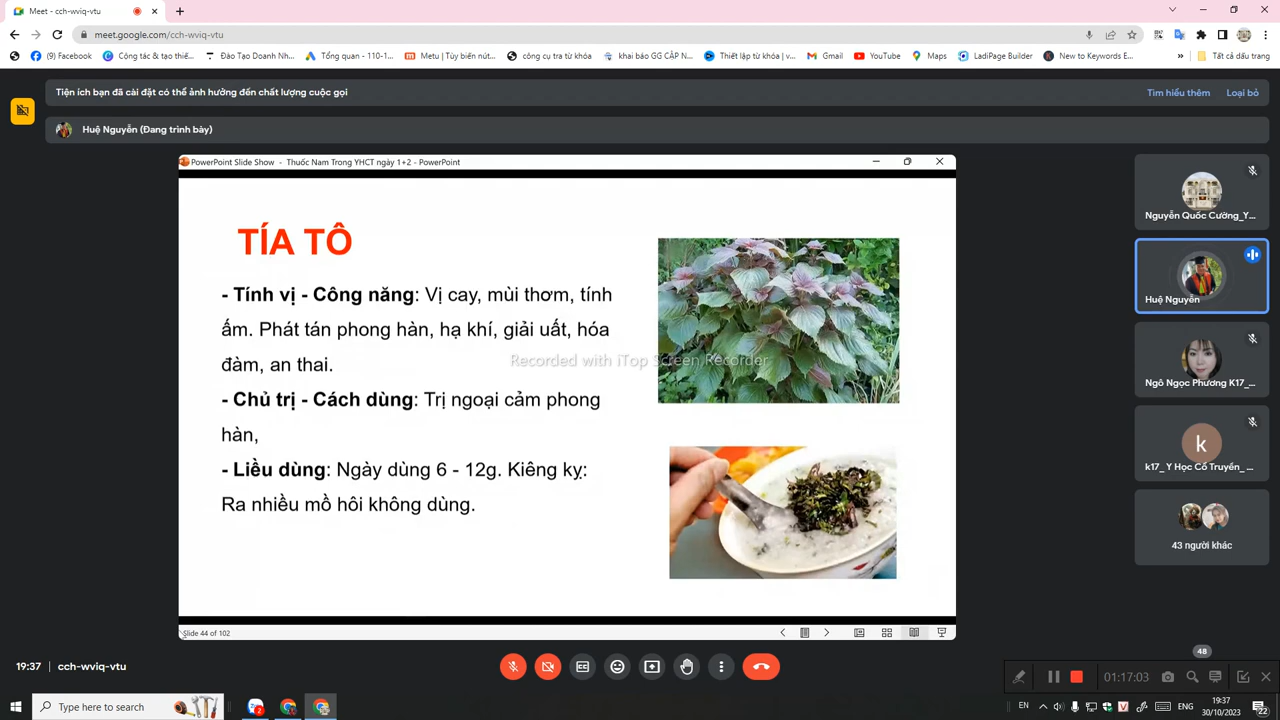 Meet - cch-wviq-vtu
meet.google.com/cch-wviq-vtu
(3) Facebook
Công tác & tạo thiế...
Đào Tạo Doanh Nh...
Tổng quan - 110-1...
Metu | Tùy biến nút...
công cụ tra từ khóa
khai báo GG CẶP N...
Thiết lập từ khóa | v...
YouTube
Gmail
Maps
LadiPage Builder
New to Keywords E...
»
Tất cả dấu trang
Tiện ích bạn đã cài đặt có thể ảnh hưởng đến chất lượng cuộc gọi
Tìm hiểu thêm
Loại bỏ
Huệ Nguyễn (Đang trình bày)
PowerPoint Slide Show - Thuốc Nam Trong YHCT ngày 1+2 - PowerPoint
TÍA TÔ
- Tính vị - Công năng: Vị cay, mùi thơm, tính
ấm. Phát tán phong hàn, hạ khí, giải uất, hóa
đàm, an thai.
- Chủ trị - Cách dùng: Trị ngoại cảm phong
hàn,
- Liều dùng: Ngày dùng 6 - 12g. Kiêng kỵ:
Ra nhiều mồ hôi không dùng.
Recorded with iTop Screen Recorder
Slide 44 of 102
Nguyễn Quốc Cường_Y...
Huệ Nguyễn
Ngô Ngọc Phương K17_...
k
k17_ Y Học Cổ Truyền_ ...
43 người khác
48
19:37
cch-wviq-vtu
01:17:03
Type here to search
2
EN
V
ENG
19:37
30/10/2023
22